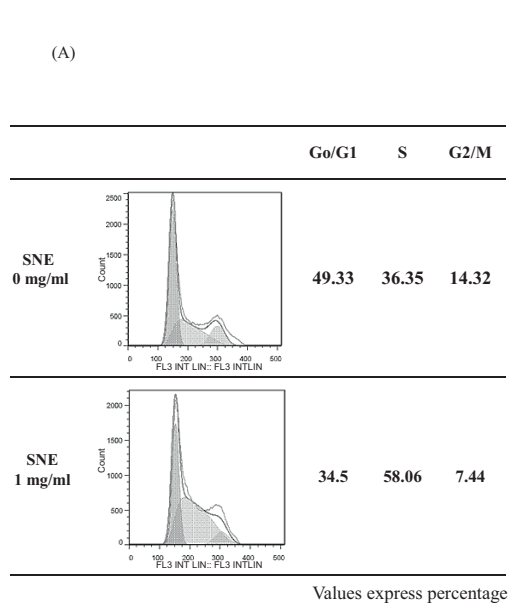 (A)
Go/G1 S G2/M
SNE
0 mg/ml
49.33 36.35 14.32
Count
2500
1500
1000
500
0
0 100 200 300 400 500
FL3 INT LIN:: FL3 INTLIN
SNE
1 mg/ml
34.5 58.06 7.44
Count
2000
1500
1000
500
0
0 100 200 300 400 500
FL3 INT LIN:: FL3 INTLIN
Values express percentage